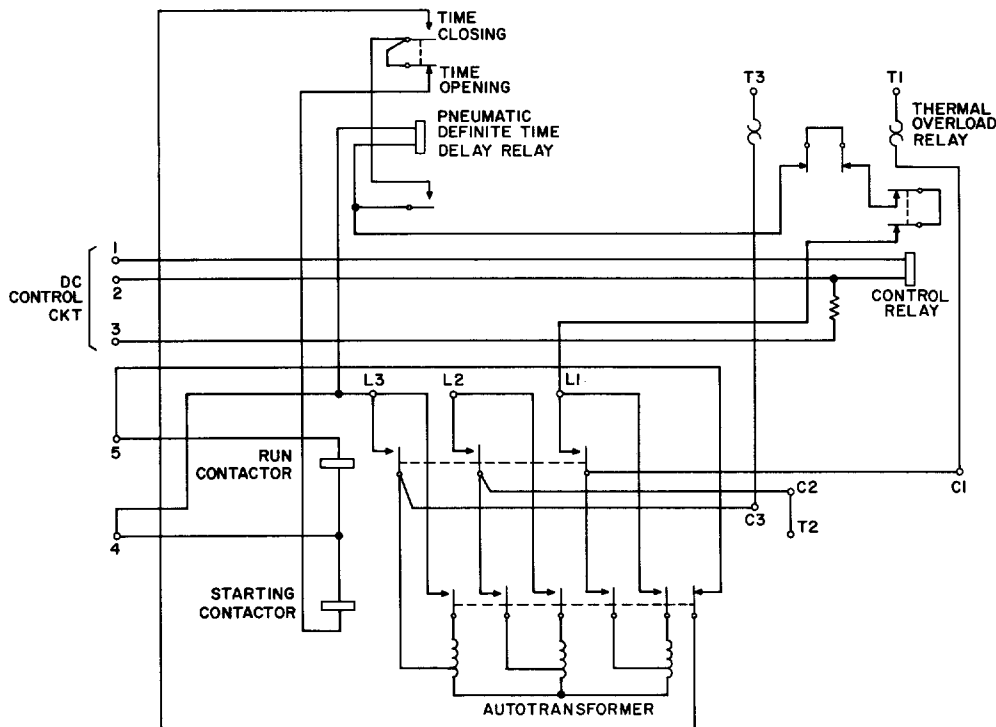 TIME
CLOSING
TIME
OPENING
PNEUMATIC
DEFINITE TIME
DELAY RELAY
T3
T1
THERMAL
OVERLOAD
RELAY
DC
CONTROL
CKT
1
2
3
CONTROL
RELAY
L3
L2
L1
5
RUN
CONTACTOR
4
C2
C1
C3
T2
STARTING
CONTACTOR
AUTOTRANSFORMER